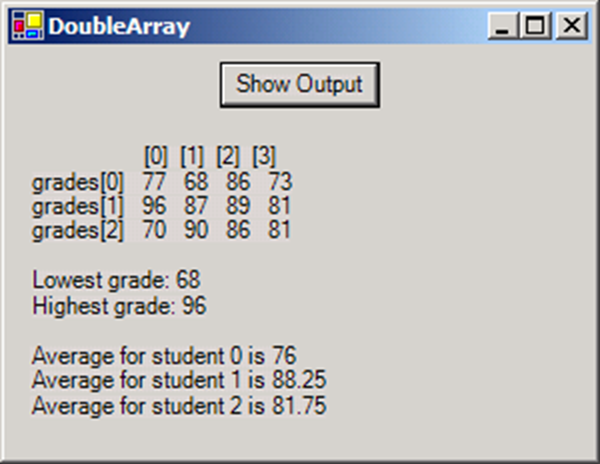 DoubleArray
Show Output
[0] [1] [2] [3]
grades[0] 77 68 86 73
grades[1] 96 87 89 81
grades[2] 70 90 86 81
Lowest grade: 68
Highest grade: 96
Average for student 0 is 76
Average for student 1 is 88.25
Average for student 2 is 81.75